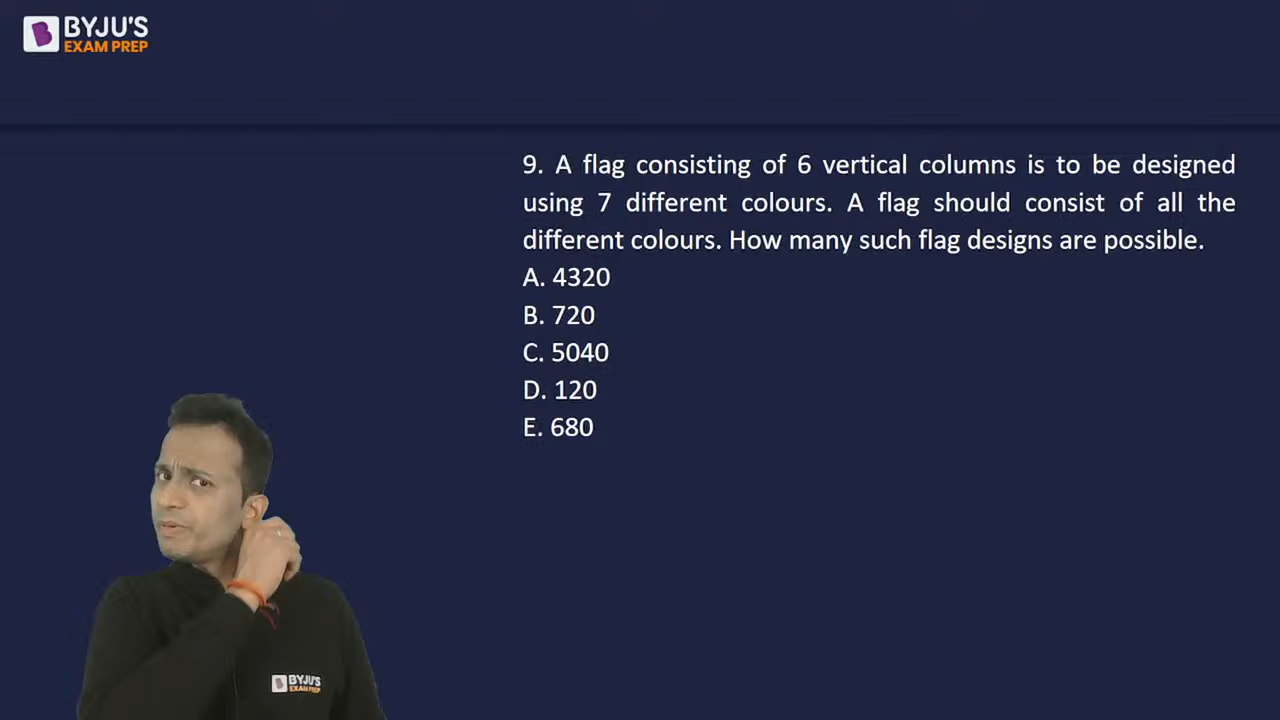 BYJU'S
EXAM PREP
9. A flag consisting of 6 vertical columns is to be designed
using 7 different colours. A flag should consist of all the
different colours. How many such flag designs are possible.
A. 4320
B. 720
C. 5040
D. 120
E. 680
BYJU'S
EXAM PREP